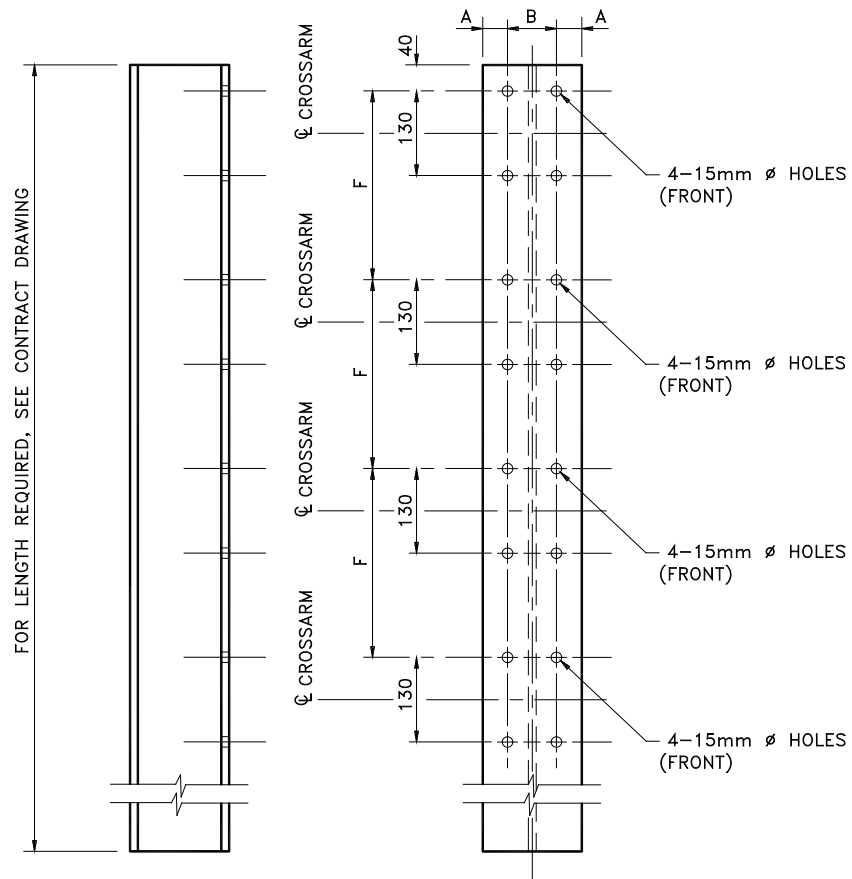 A B A
40
℄ CROSSARM
130
F
4-15mm Ø HOLES
(FRONT)
FOR LENGTH REQUIRED, SEE CONTRACT DRAWING
℄ CROSSARM
130
F
4-15mm Ø HOLES
(FRONT)
℄ CROSSARM
130
F
4-15mm Ø HOLES
(FRONT)
℄ CROSSARM
130
4-15mm Ø HOLES
(FRONT)